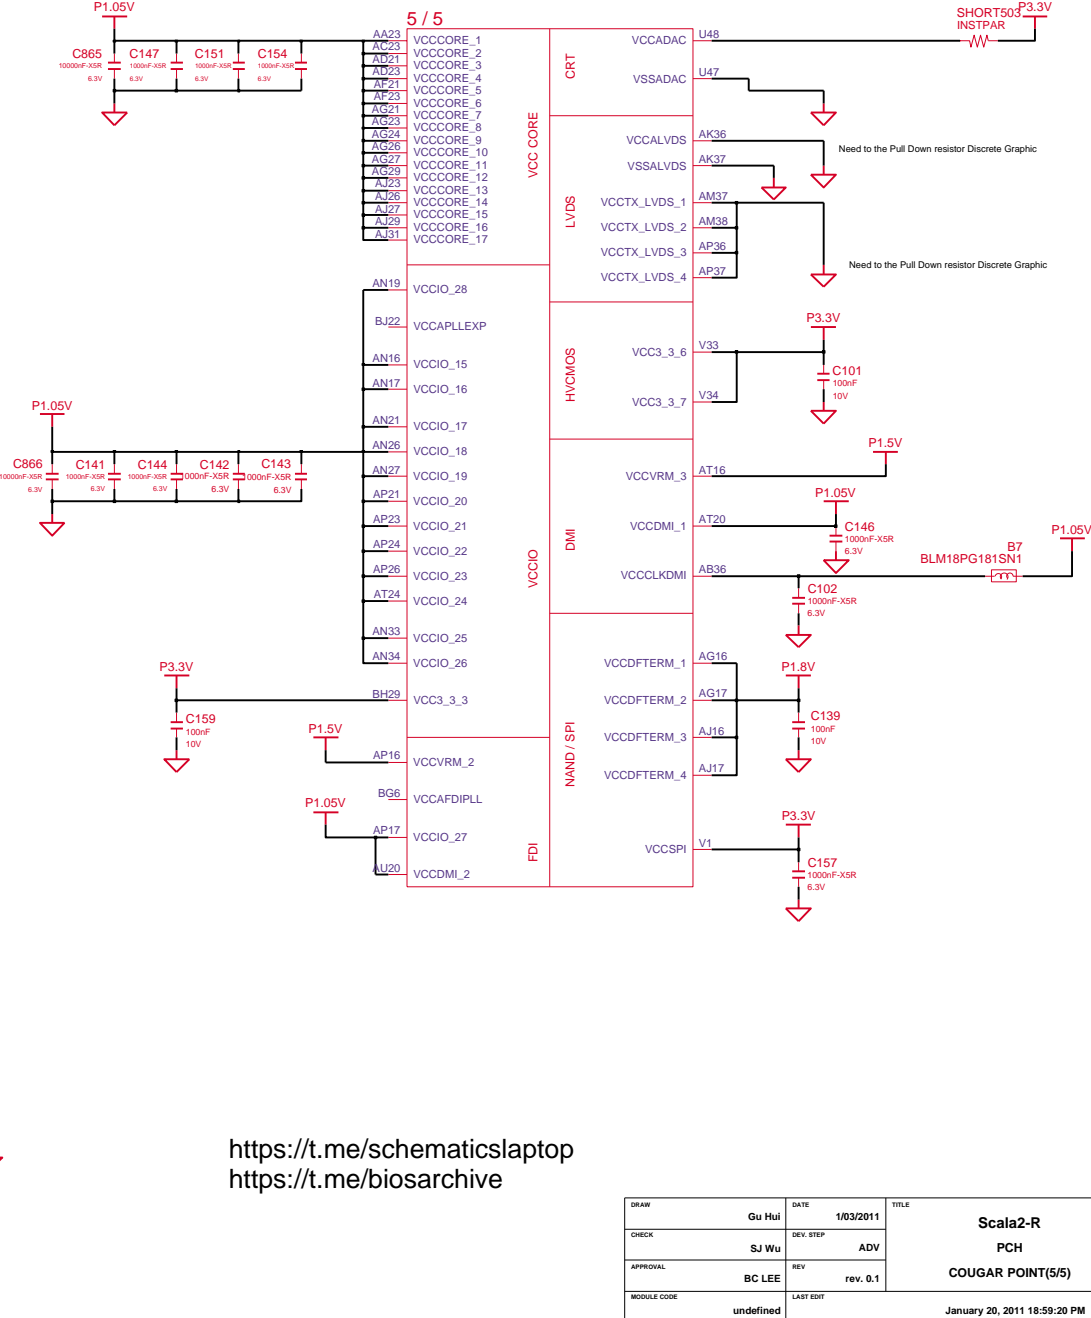 P1.05V
5 / 5
SHORT503
INSTPAR
P3.3V
C865
10000nF-X5R
6.3V
C147
1000nF-X5R
6.3V
C151
1000nF-X5R
6.3V
C154
1000nF-X5R
6.3V
AA23 VCCCORE_1
AC23 VCCCORE_2
AD21 VCCCORE_3
AD23 VCCCORE_4
AF21 VCCCORE_5
AF23 VCCCORE_6
AG21 VCCCORE_7
AG23 VCCCORE_8
AG24 VCCCORE_9
AG26 VCCCORE_10
AG27 VCCCORE_11
AG29 VCCCORE_12
AJ23 VCCCORE_13
AJ26 VCCCORE_14
AJ27 VCCCORE_15
AJ29 VCCCORE_16
AJ31 VCCCORE_17
VCC CORE
CRT
VCCADAC U48
VSSADAC U47
LVDS
VCCALVDS AK36
VSSALVDS AK37
VCCTX_LVDS_1 AM37
VCCTX_LVDS_2 AM38
VCCTX_LVDS_3 AP36
VCCTX_LVDS_4 AP37
Need to the Pull Down resistor Discrete Graphic
Need to the Pull Down resistor Discrete Graphic
AN19 VCCIO_28
BJ22 VCCAPLLEXP
AN16 VCCIO_15
AN17 VCCIO_16
AN21 VCCIO_17
AN26 VCCIO_18
AN27 VCCIO_19
AP21 VCCIO_20
AP23 VCCIO_21
AP24 VCCIO_22
AP26 VCCIO_23
AT24 VCCIO_24
AN33 VCCIO_25
AN34 VCCIO_26
BH29 VCC3_3_3
VCCIO
P1.05V
C866
10000nF-X5R
6.3V
C141
1000nF-X5R
6.3V
C144
1000nF-X5R
6.3V
C142
1000nF-X5R
6.3V
C143
1000nF-X5R
6.3V
HVCMOS
VCC3_3_6 V33
VCC3_3_7 V34
P3.3V
C101
100nF
10V
DMI
VCCVRM_3 AT16
P1.5V
VCCDMI_1 AT20
P1.05V
C146
1000nF-X5R
6.3V
VCCCLKDMI AB36
C102
1000nF-X5R
6.3V
B7
BLM18PG181SN1
P1.05V
NAND / SPI
VCCDFTERM_1 AG16
VCCDFTERM_2 AG17
VCCDFTERM_3 AJ16
VCCDFTERM_4 AJ17
P1.8V
C139
100nF
10V
VCCSPI V1
P3.3V
C157
1000nF-X5R
6.3V
P3.3V
C159
100nF
10V
P1.5V
AP16 VCCVRM_2
BG6 VCCAFDIPLL
P1.05V
AP17 VCCIO_27
AU20 VCCDMI_2
FDI
https://t.me/schematicslaptop
https://t.me/biosarchive
DRAW Gu Hui
DATE 1/03/2011
TITLE
Scala2-R
CHECK SJ Wu
DEV. STEP ADV
PCH
APPROVAL BC LEE
REV rev. 0.1
COUGAR POINT(5/5)
MODULE CODE undefined
LAST EDIT January 20, 2011 18:59:20 PM